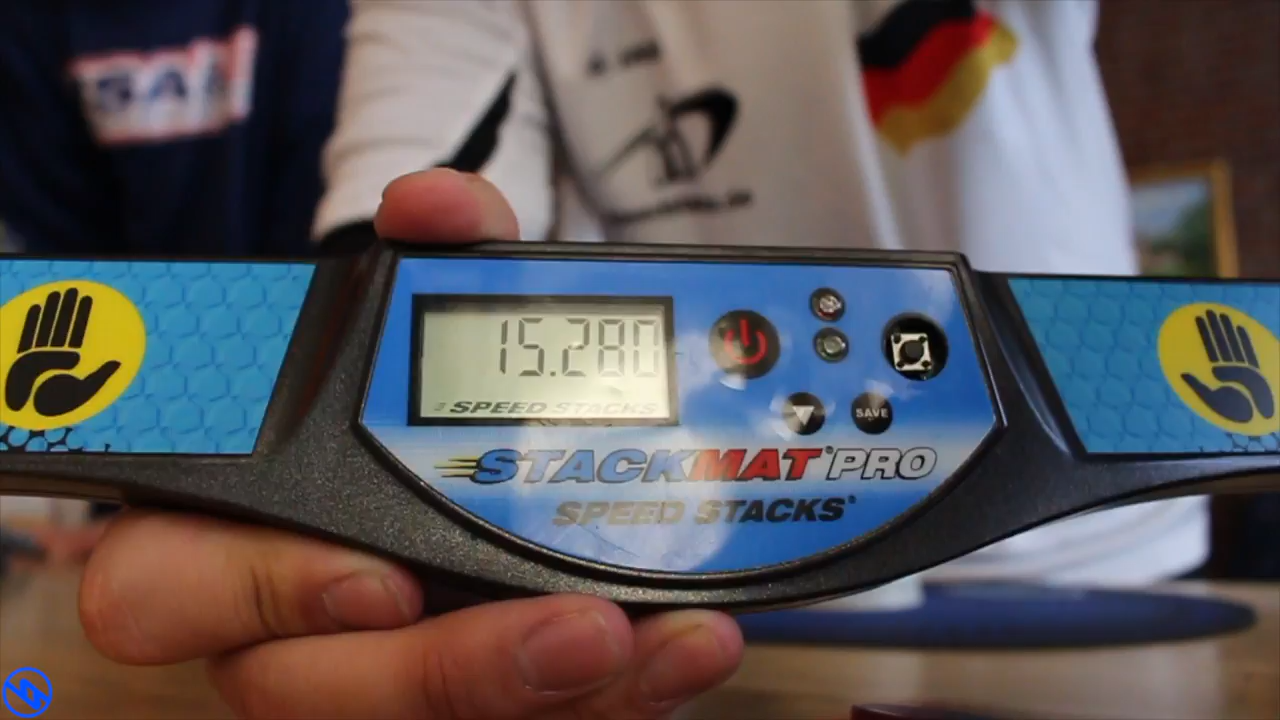 15.280
SPEED STACKS
SAVE
STACKMAT® PRO
SPEED STACKS®